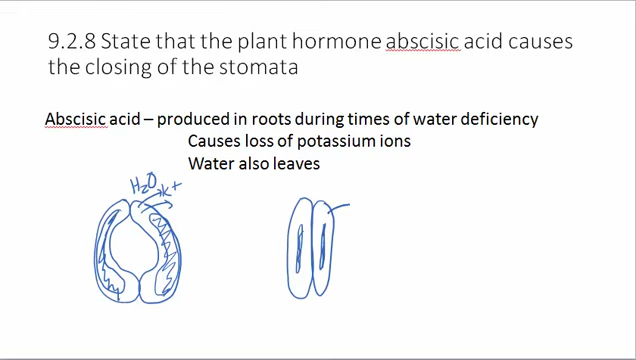 9.2.8 State that the plant hormone abscisic acid causes
the closing of the stomata
Abscisic acid – produced in roots during times of water deficiency
Causes loss of potassium ions
Water also leaves
H₂O
K+